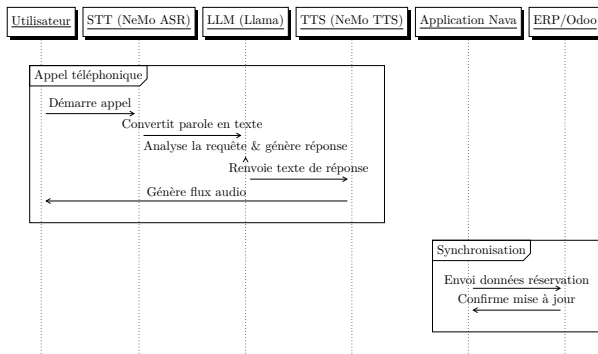 Utilisateur
STT (NeMo ASR)
LLM (Llama)
TTS (NeMo TTS)
Application Nava
ERP/Odoo
Appel téléphonique
Démarre appel
Convertit parole en texte
Analyse la requête & génère réponse
Renvoie texte de réponse
Génère flux audio
Synchronisation
Envoi données réservation
Confirme mise à jour